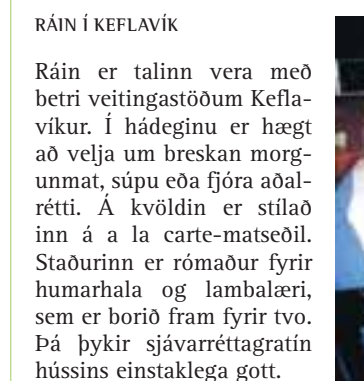 RÁIN Í KEFLAVÍK
Ráin er talinn vera með
betri veitingastöðum Kefla-
víkur. Í hádeginu er hægt
að velja um breskan morg-
unmat, súpu eða fjóra aðal-
rétti. Á kvöldin er stílað
inn á a la carte-matseðil.
Staðurinn er rómaður fyrir
humarhala og lambalæri,
sem er borið fram fyrir tvo.
Þá þykir sjávarréttagratín
hússins einstaklega gott.